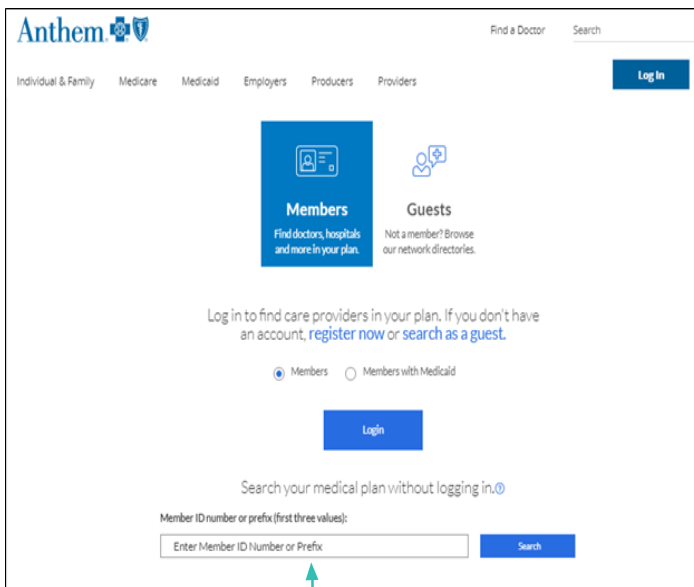 Anthem
Find a Doctor
Search
Individual & Family
Medicare
Medicaid
Employers
Producers
Providers
Log In
Members
Find doctors, hospitals
and more in your plan.
Guests
Not a member? Browse
our network directories.
Log in to find care providers in your plan. If you don't have
an account, register now or search as a guest.
Members
Members with Medicaid
Login
Search your medical plan without logging in.
Member ID number or prefix (first three values):
Enter Member ID Number or Prefix
Search